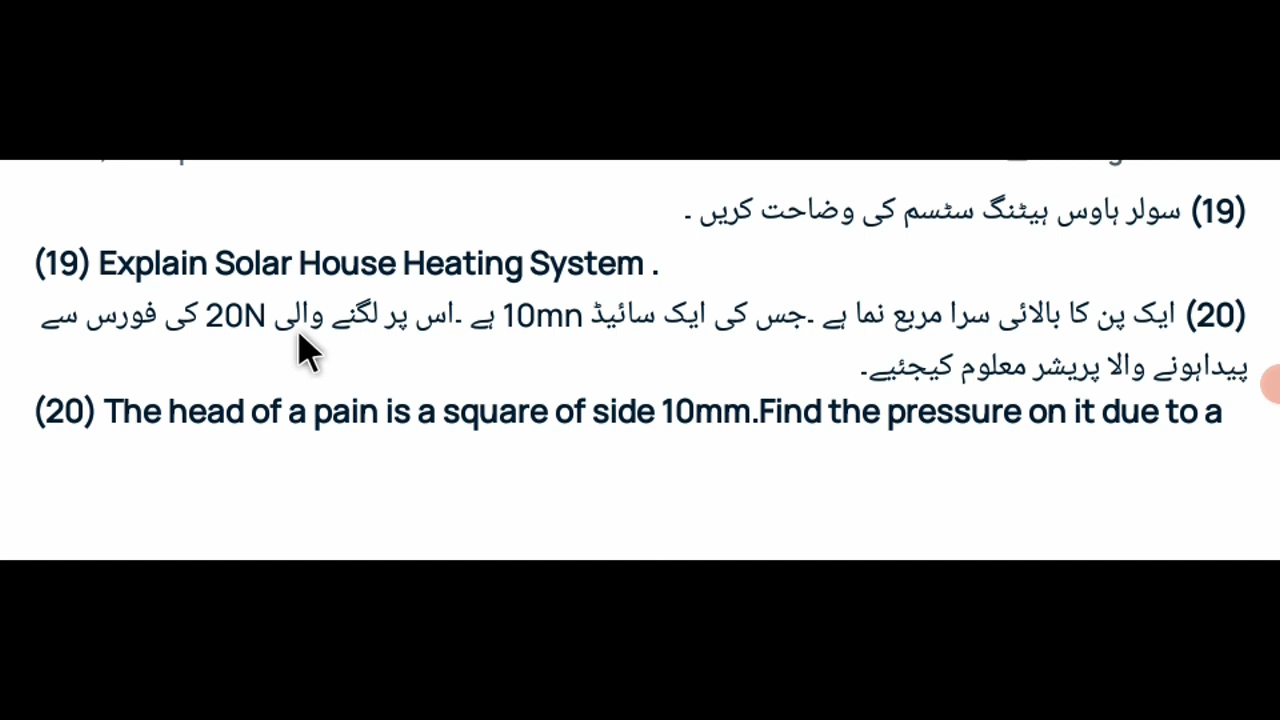 (19) سولر ہاوس ہیٹنگ سٹسم کی وضاحت کریں ۔
(19) Explain Solar House Heating System .
(20) ایک پن کا بالائی سرا مربع نما ہے ۔جس کی ایک سائیڈ 10mn ہے ۔اس پر لگنے والی 20N کی فورس سے
پیداہونے والا پریشر معلوم کیجئیے۔
(20) The head of a pain is a square of side 10mm.Find the pressure on it due to a